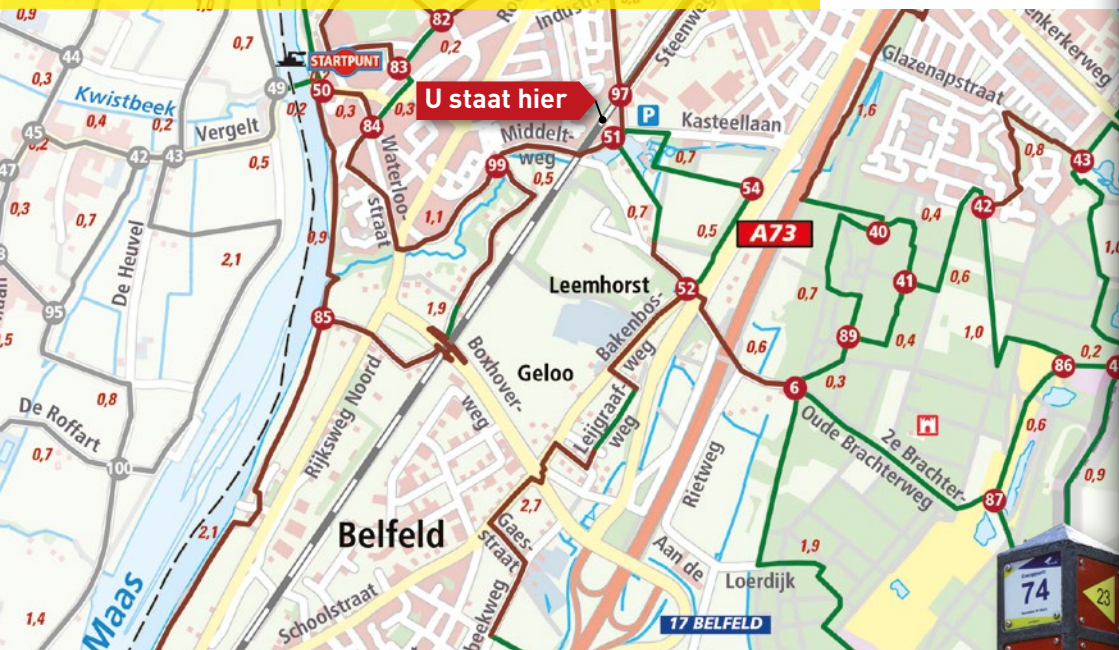 0,9
1,0
82
Industri
Steenweg
enkerkerweg
44
0,7
0,2
Glazenapstraat
STARTPUNT
83
0,3
49
50
97
1,6
Kwistbeek
0,2
0,3
0,3
U staat hier
P
0,4
0,2
Vergelt
84
Middelt-
weg
51
Kasteellaan
0,8
45
0,2
42
43
0,5
99
0,7
43
47
Waterloo-
straat
0,5
54
0,3
0,7
1,1
0,7
0,5
A73
42
0,4
40
0,9
De Heuvel
2,1
1,0
Leemhorst
52
41
0,6
0,7
95
85
1,9
Bakenbos-
weg
89
0,4
1,0
Boxhover-
weg
0,6
0,2
Geloo
86
0,3
6
De Roffart
0,8
Rijksweg Noord
Leijgraaf-
weg
Oude Brachterweg
2e Brachter-
0,6
0,7
100
Rietweg
0,9
87
2,1
Belfeld
2,7
Gaes-
straat
Aan de
Loerdijk
1,9
Maas
Schoolstraat
beekweg
17 BELFELD
1,4
74
23